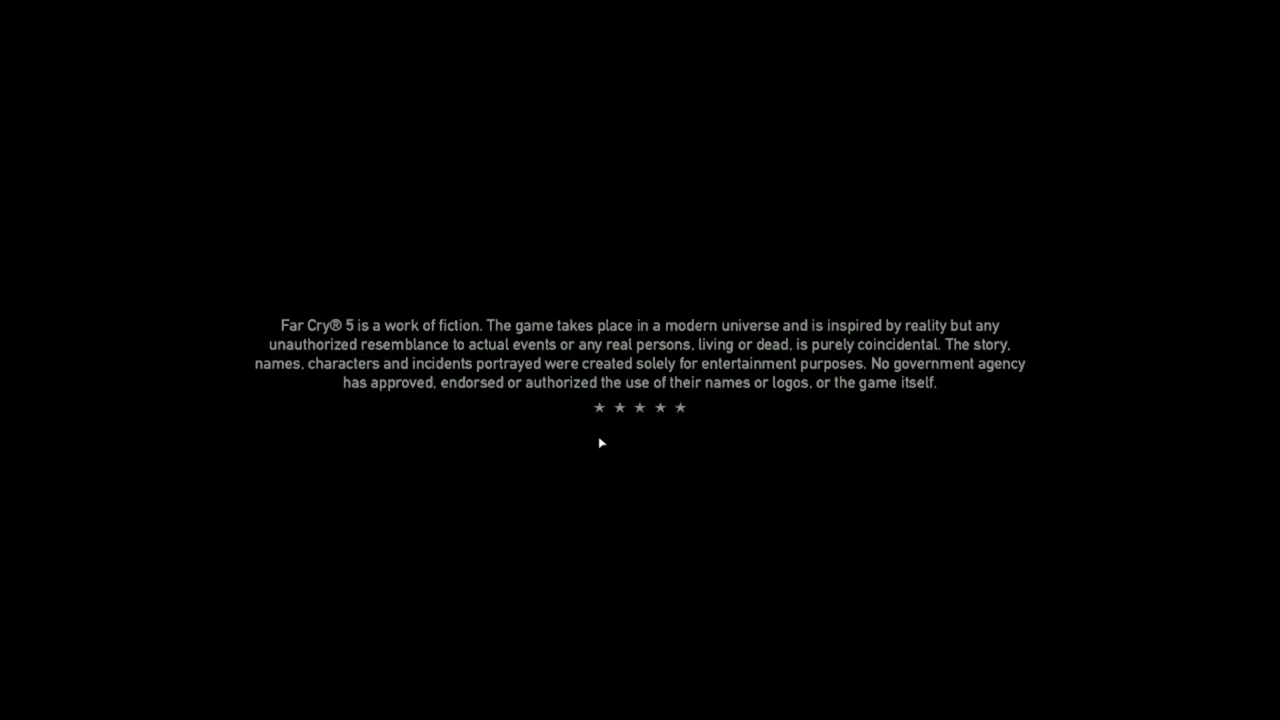 Far Cry® 5 is a work of fiction. The game takes place in a modern universe and is inspired by reality but any
unauthorized resemblance to actual events or any real persons, living or dead, is purely coincidental. The story,
names, characters and incidents portrayed were created solely for entertainment purposes. No government agency
has approved, endorsed or authorized the use of their names or logos, or the game itself.
★ ★ ★ ★ ★